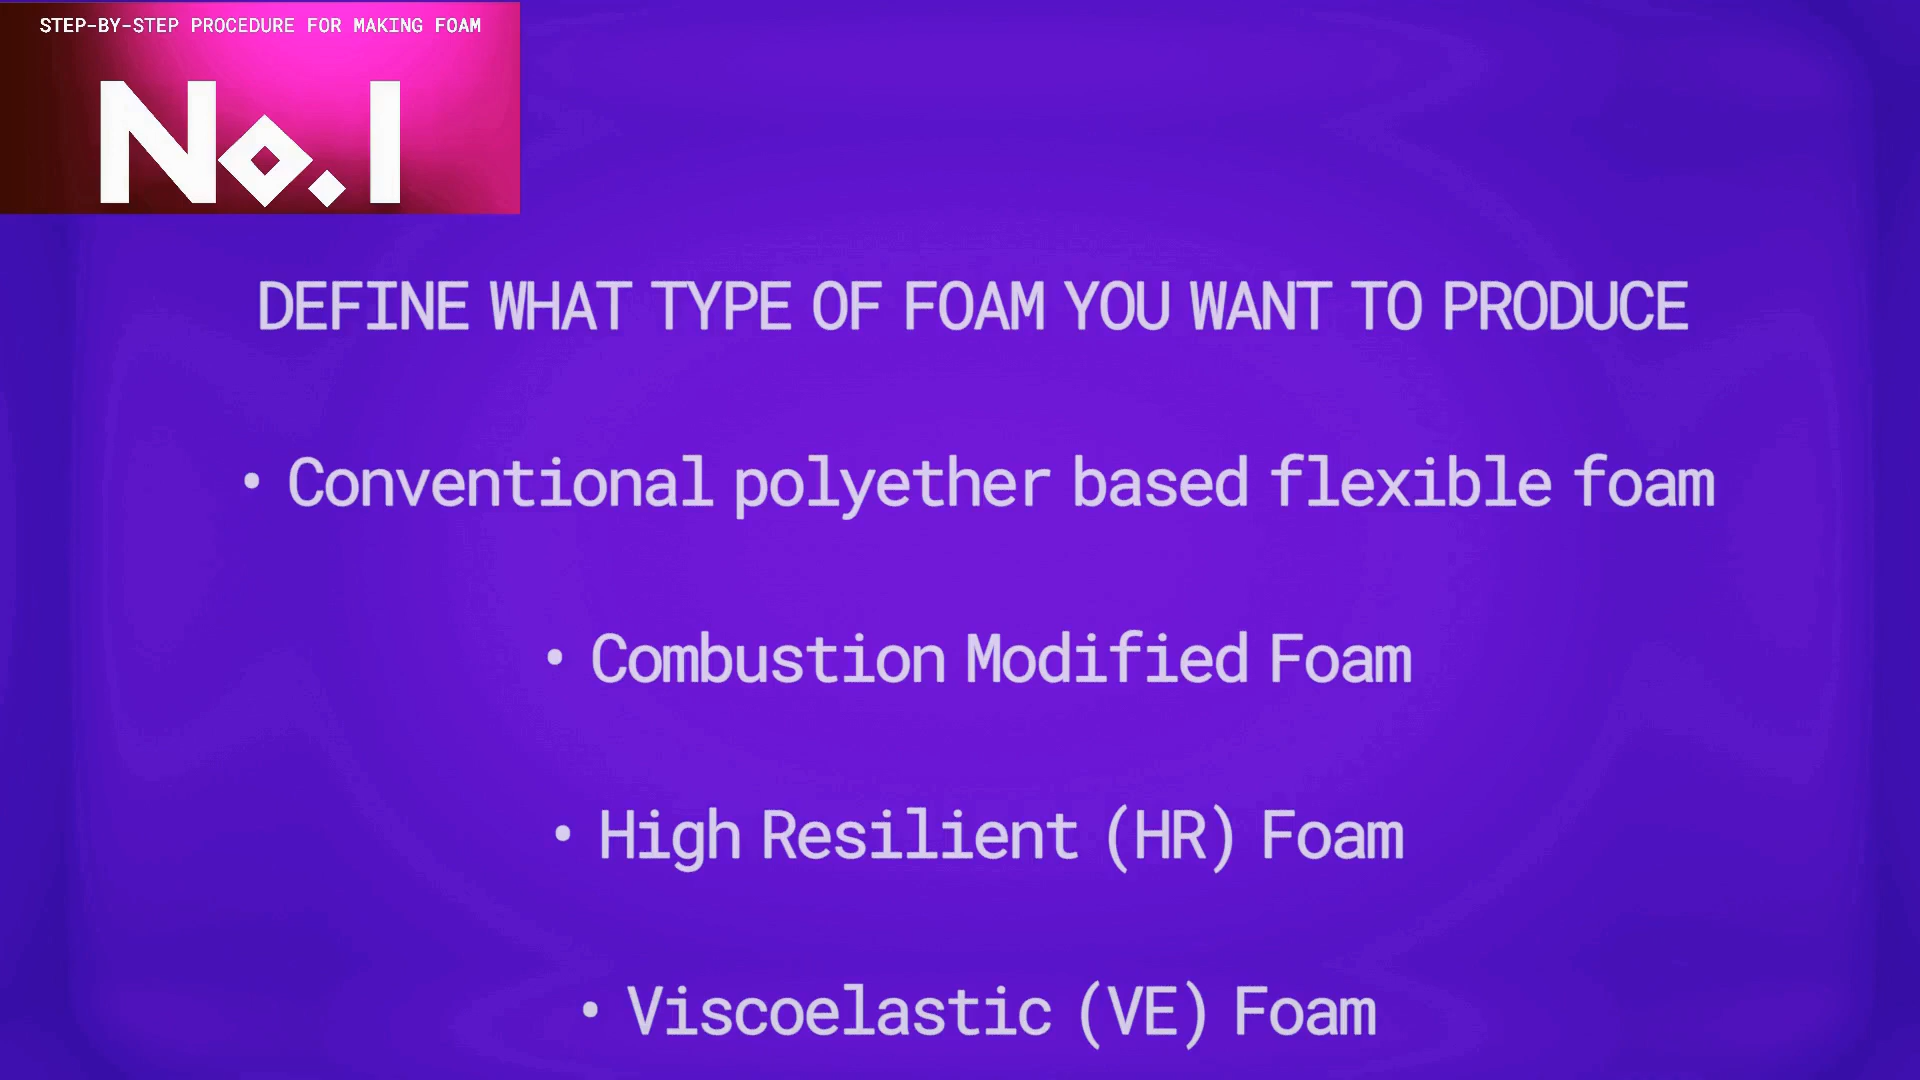 STEP-BY-STEP PROCEDURE FOR MAKING FOAM
No.1
DEFINE WHAT TYPE OF FOAM YOU WANT TO PRODUCE
• Conventional polyether based flexible foam
• Combustion Modified Foam
• High Resilient (HR) Foam
• Viscoelastic (VE) Foam